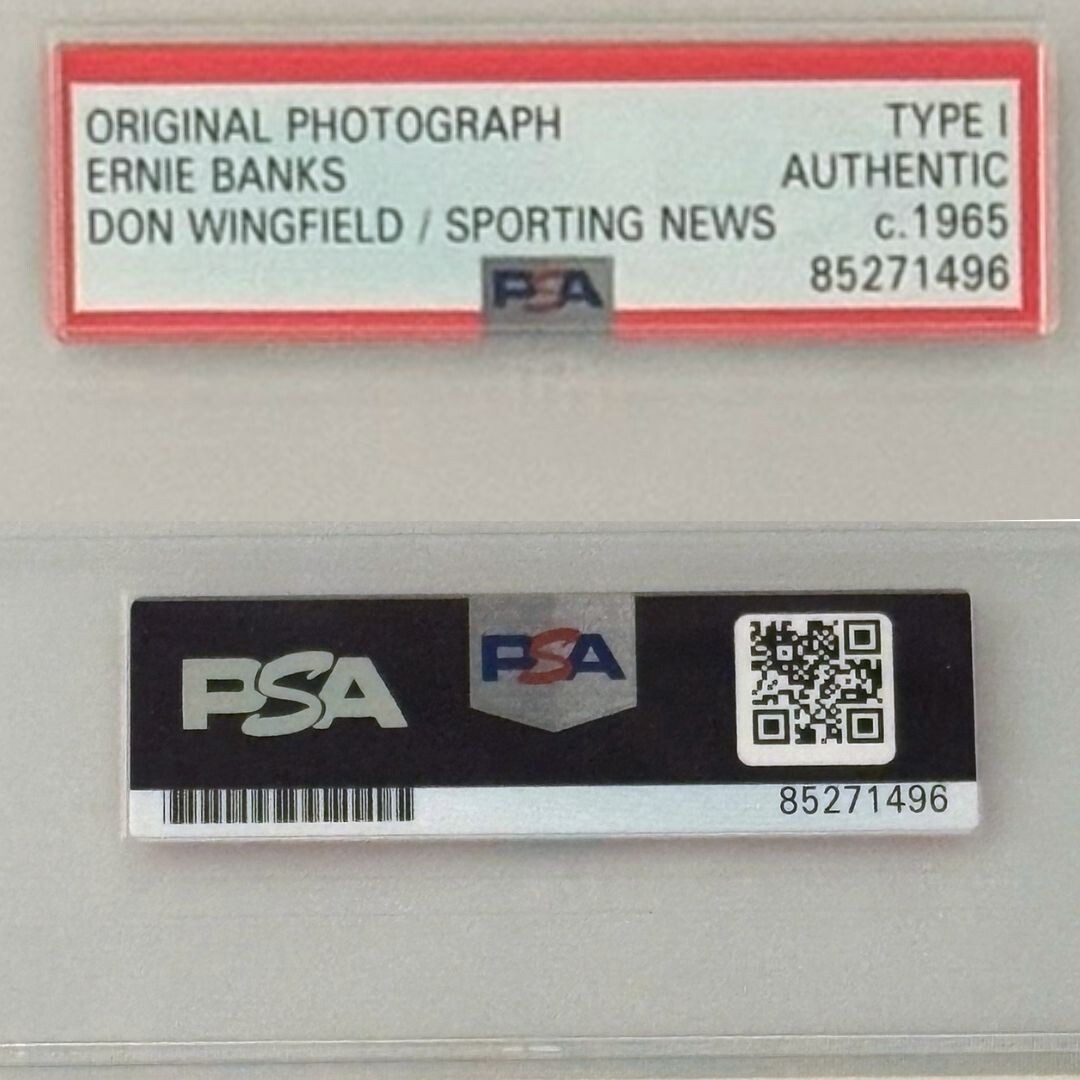 ORIGINAL PHOTOGRAPH TYPE I
ERNIE BANKS AUTHENTIC
DON WINGFIELD / SPORTING NEWS c.1965
85271496
PSA
PSA PSA
85271496